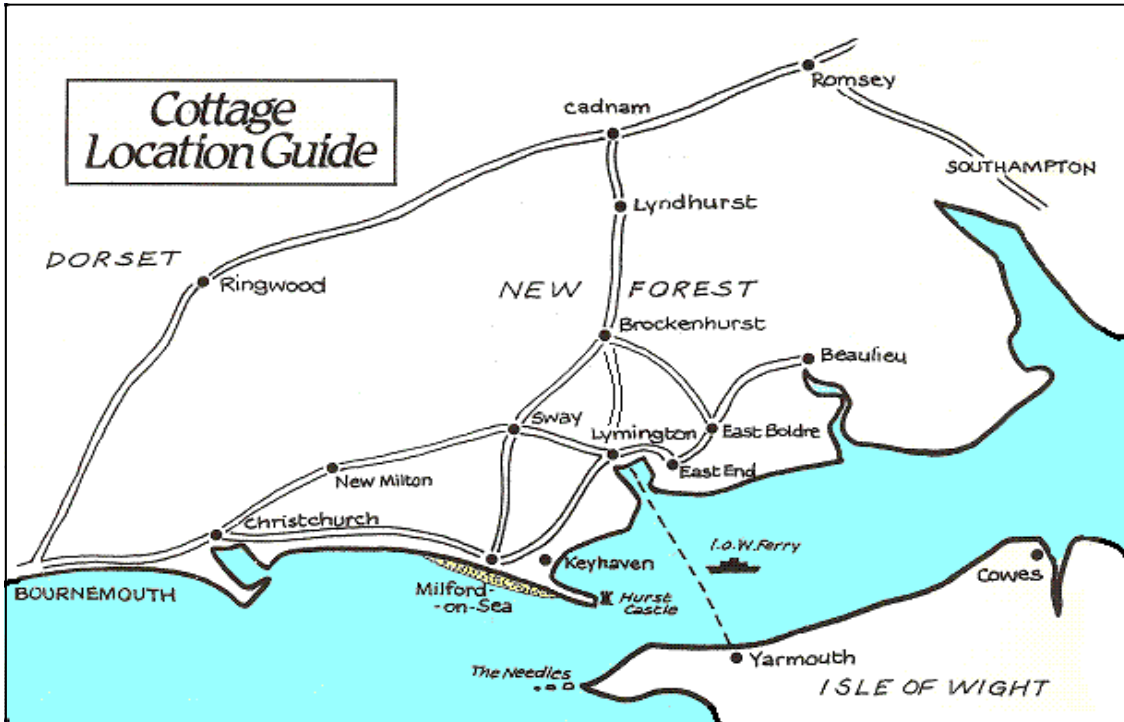 Cottage
Location Guide
Romsey
Cadnam
SOUTHAMPTON
Lyndhurst
DORSET
Ringwood
NEW FOREST
Brockenhurst
Beaulieu
Sway
Lymington
East Boldre
East End
New Milton
Christchurch
I.o.W. Ferry
Keyhaven
Cowes
BOURNEMOUTH
Milford-
-on-Sea
Hurst
Castle
Yarmouth
The Needles
ISLE OF WIGHT